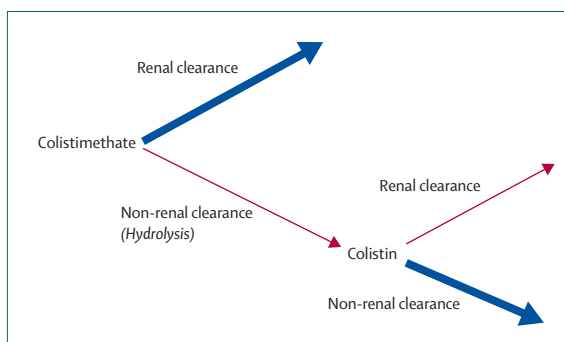 Renal clearance
Colistimethate
Renal clearance
Non-renal clearance
(Hydrolysis)
Colistin
Non-renal clearance